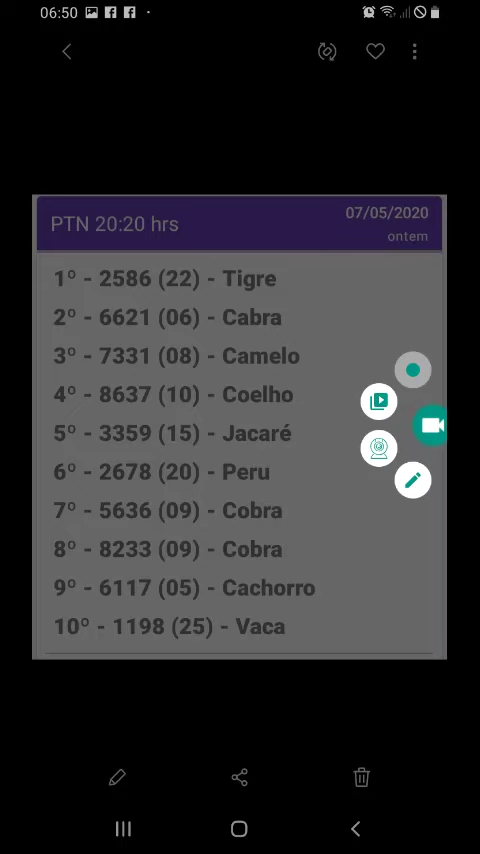 06:50
PTN 20:20 hrs
07/05/2020
ontem
1º - 2586 (22) - Tigre
2º - 6621 (06) - Cabra
3º - 7331 (08) - Camelo
4º - 8637 (10) - Coelho
5º - 3359 (15) - Jacaré
6º - 2678 (20) - Peru
7º - 5636 (09) - Cobra
8º - 8233 (09) - Cobra
9º - 6117 (05) - Cachorro
10º - 1198 (25) - Vaca